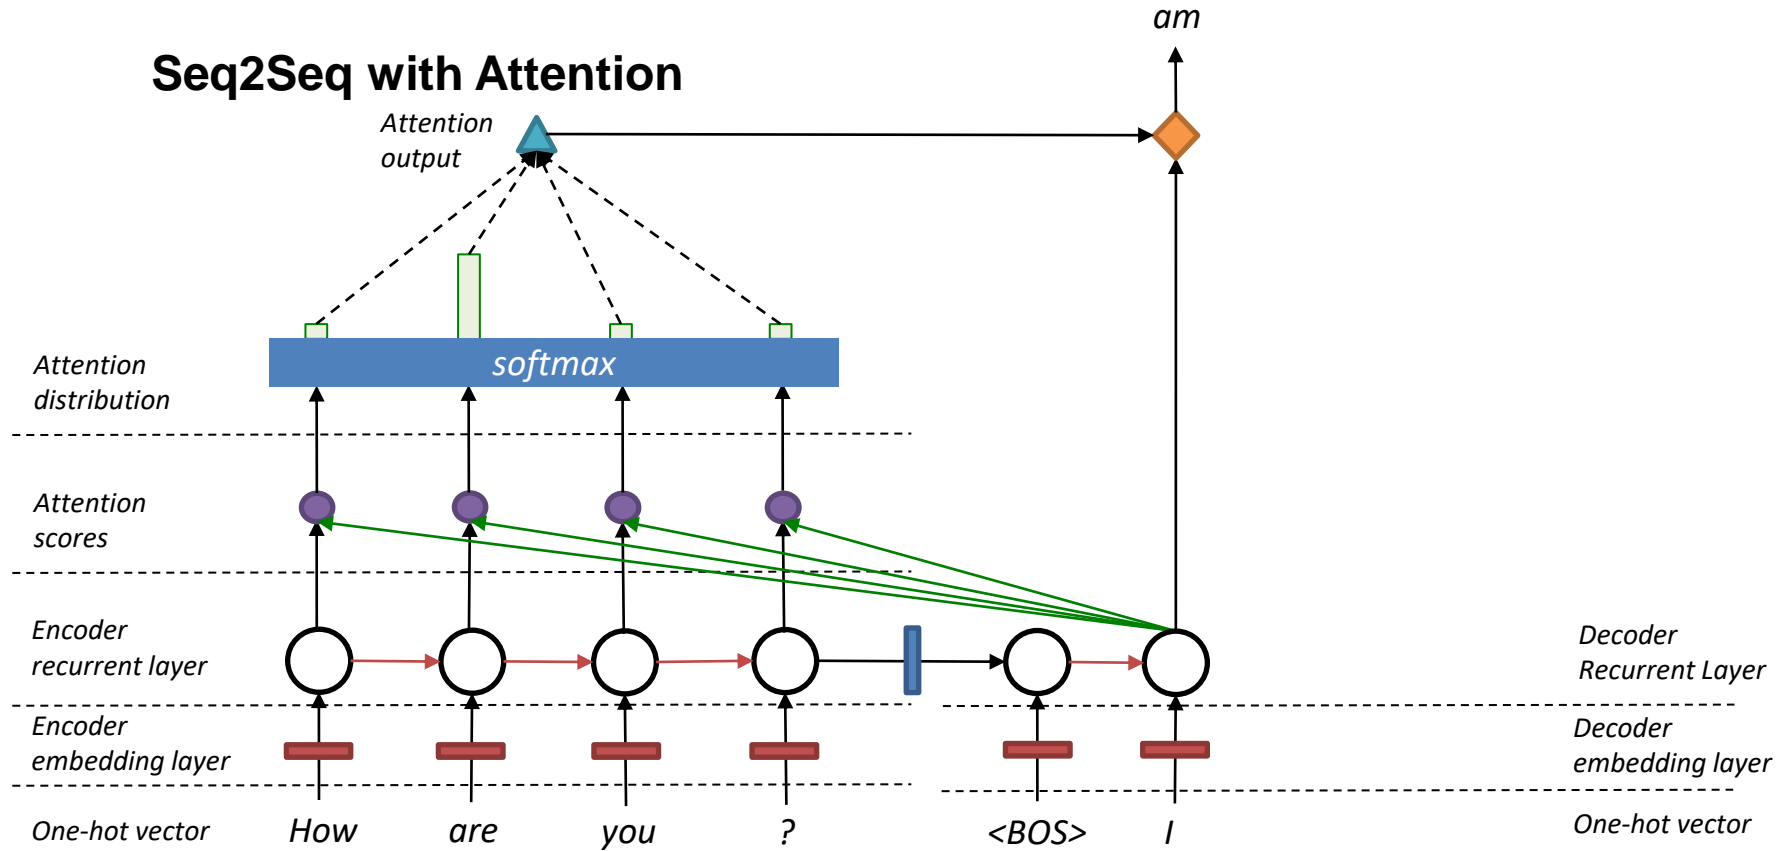 am
Seq2Seq with Attention
Attention
output
softmax
Attention
distribution
Attention
scores
Encoder
recurrent layer
Decoder
Recurrent Layer
Encoder
embedding layer
Decoder
embedding layer
One-hot vector How are you ? <BOS> I One-hot vector